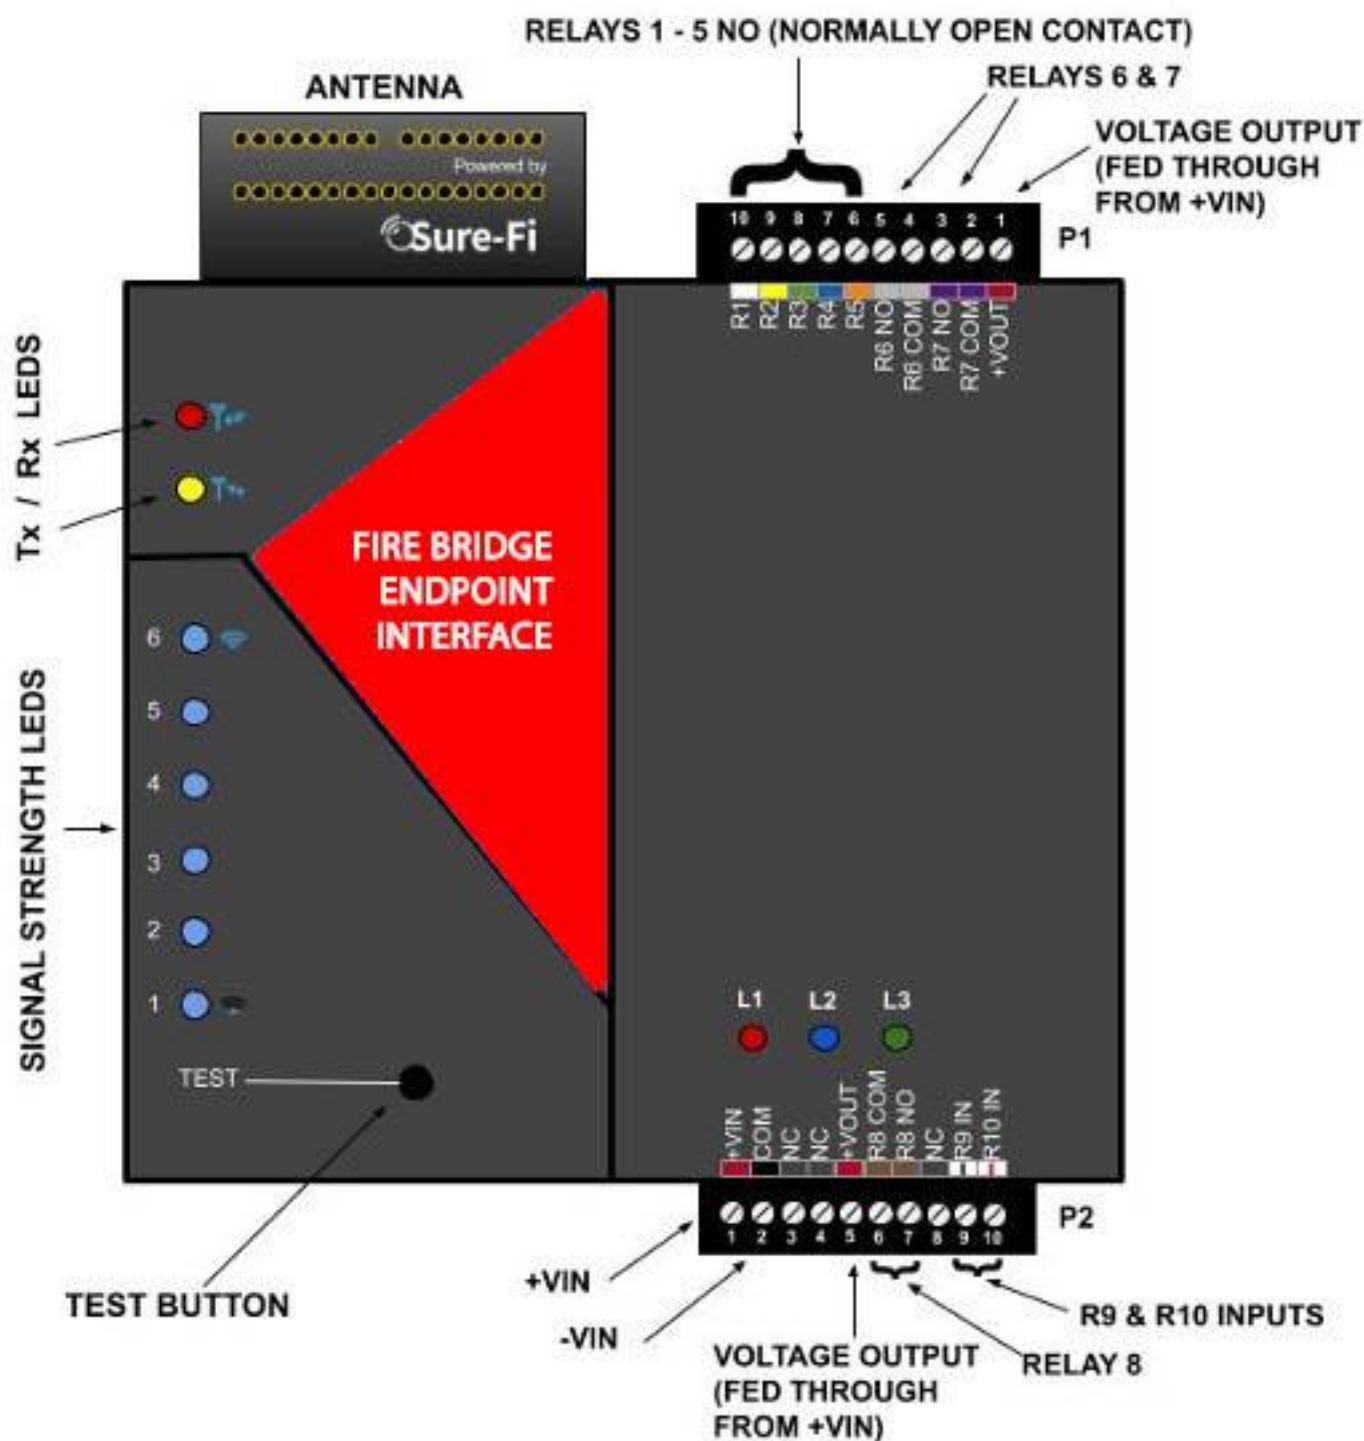 RELAYS 1 - 5 NO (NORMALLY OPEN CONTACT)
RELAYS 6 & 7
ANTENNA
VOLTAGE OUTPUT
(FED THROUGH
FROM +VIN)
Powered by
Sure-Fi
10 9 8 7 6 5 4 3 2 1
P1
R1
R2
R3
R4
R5
R6 NO
R6 COM
R7 NO
R7 COM
+VOUT
Tx / Rx LEDS
FIRE BRIDGE
ENDPOINT
INTERFACE
SIGNAL STRENGTH LEDS
6
5
4
3
2
1
TEST
L1 L2 L3
+VIN
COM
NC
NC
+VOUT
R8 COM
R8 NO
NC
R9 IN
R10 IN
1 2 3 4 5 6 7 8 9 10
P2
+VIN
-VIN
TEST BUTTON
R9 & R10 INPUTS
RELAY 8
VOLTAGE OUTPUT
(FED THROUGH
FROM +VIN)